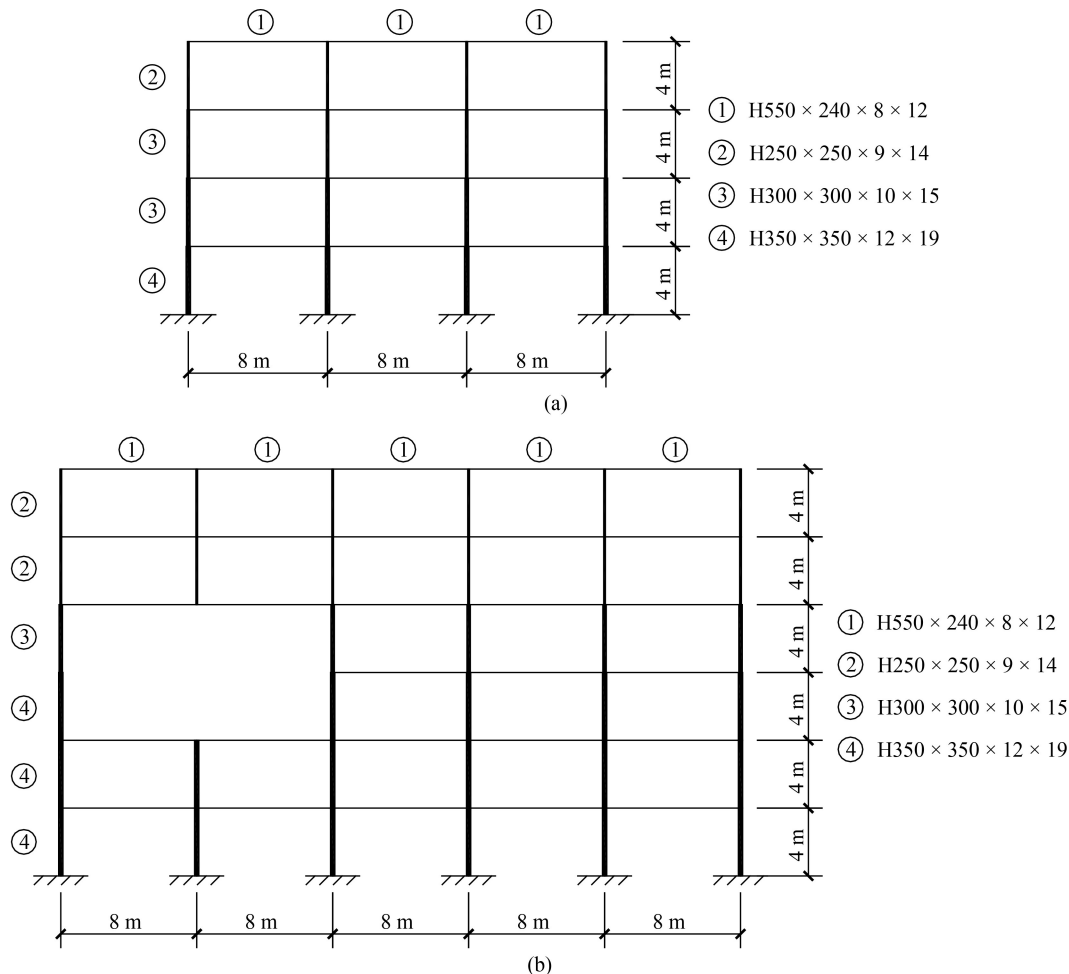 ① ① ①
② 4 m
③ 4 m
③ 4 m
④ 4 m
① H550 × 240 × 8 × 12
② H250 × 250 × 9 × 14
③ H300 × 300 × 10 × 15
④ H350 × 350 × 12 × 19
8 m 8 m 8 m
(a)
① ① ① ① ①
② 4 m
② 4 m
③ 4 m
④ 4 m
④ 4 m
④ 4 m
① H550 × 240 × 8 × 12
② H250 × 250 × 9 × 14
③ H300 × 300 × 10 × 15
④ H350 × 350 × 12 × 19
8 m 8 m 8 m 8 m 8 m
(b)